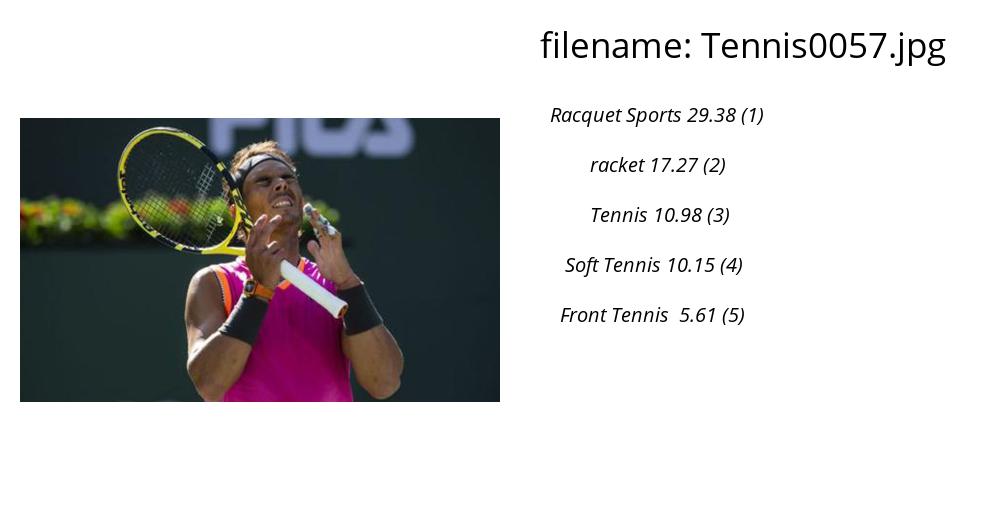 filename: Tennis0057.jpg
Racquet Sports 29.38 (1)
racket 17.27 (2)
Tennis 10.98 (3)
Soft Tennis 10.15 (4)
Front Tennis 5.61 (5)